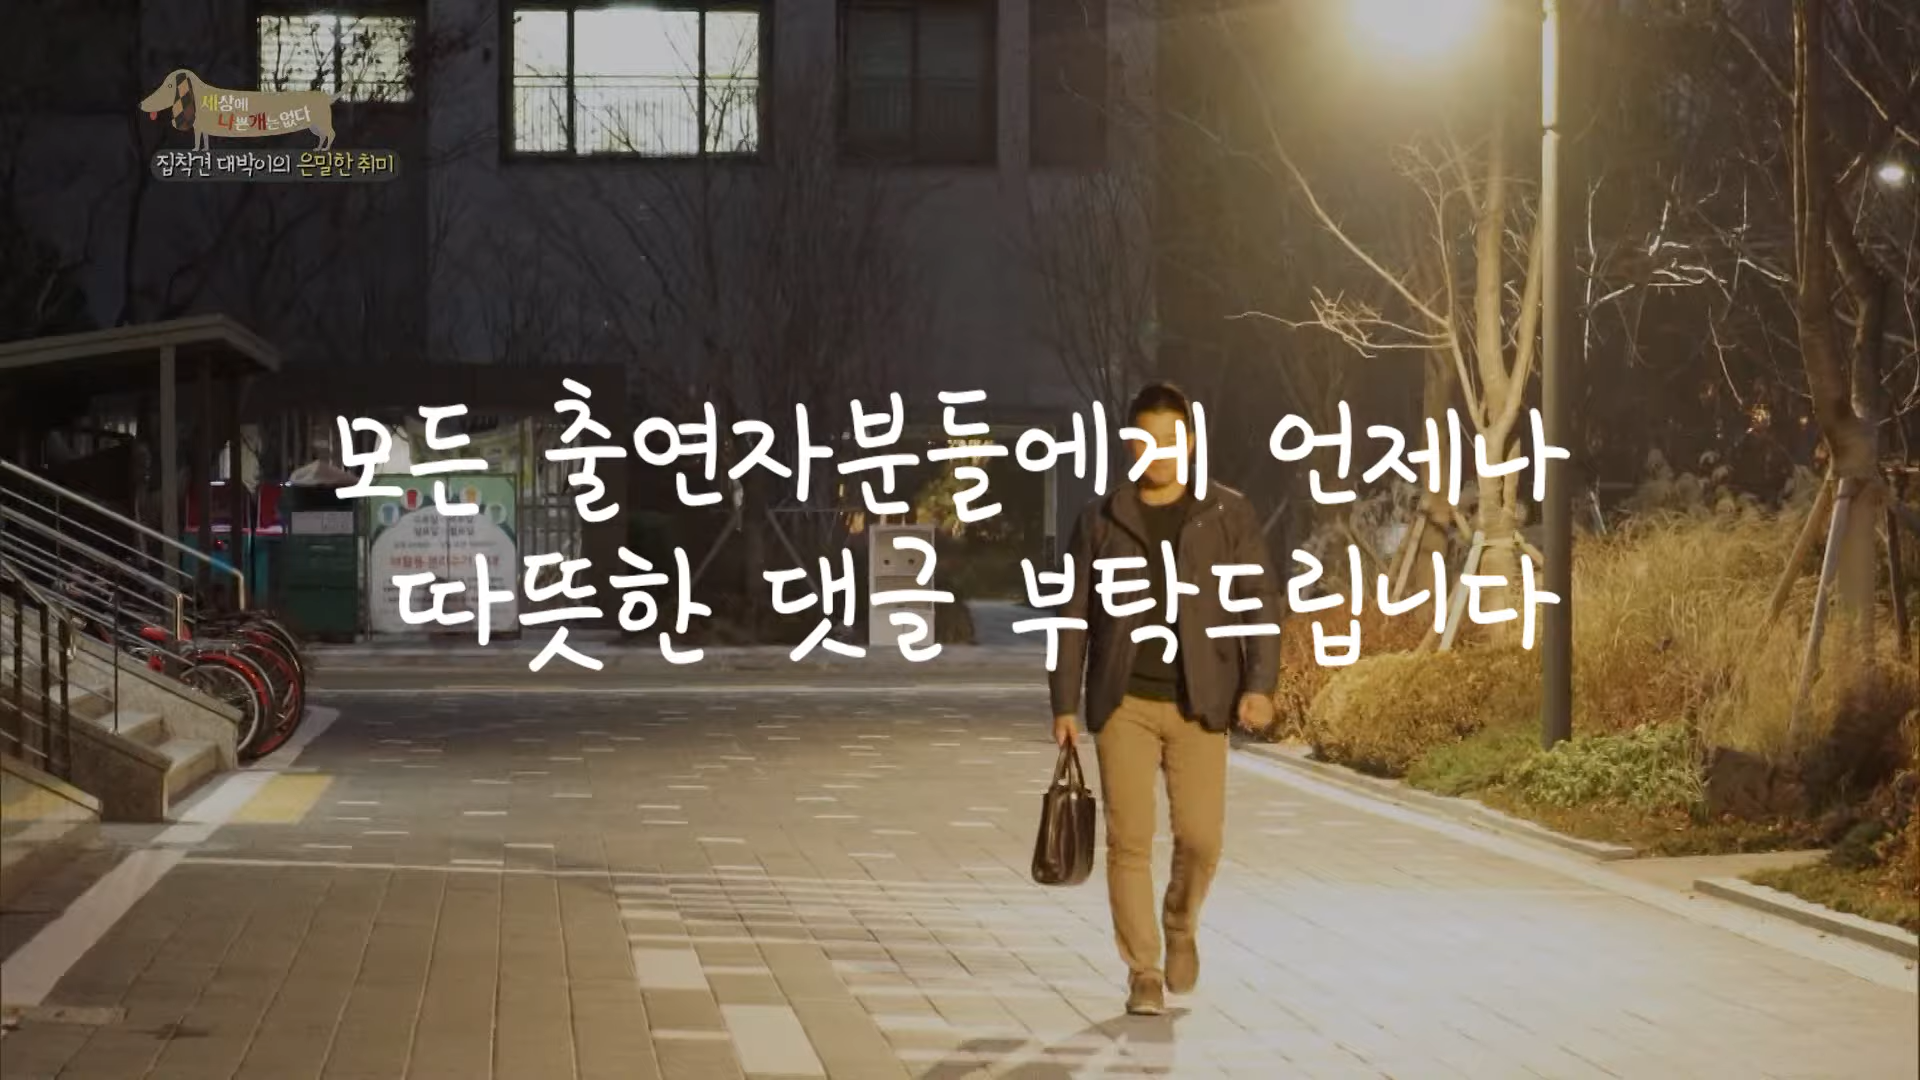 세상에
나쁜개는없다
집착견 대박이의 은밀한 취미
모든 출연자분들에게 언제나
따뜻한 댓글 부탁드립니다